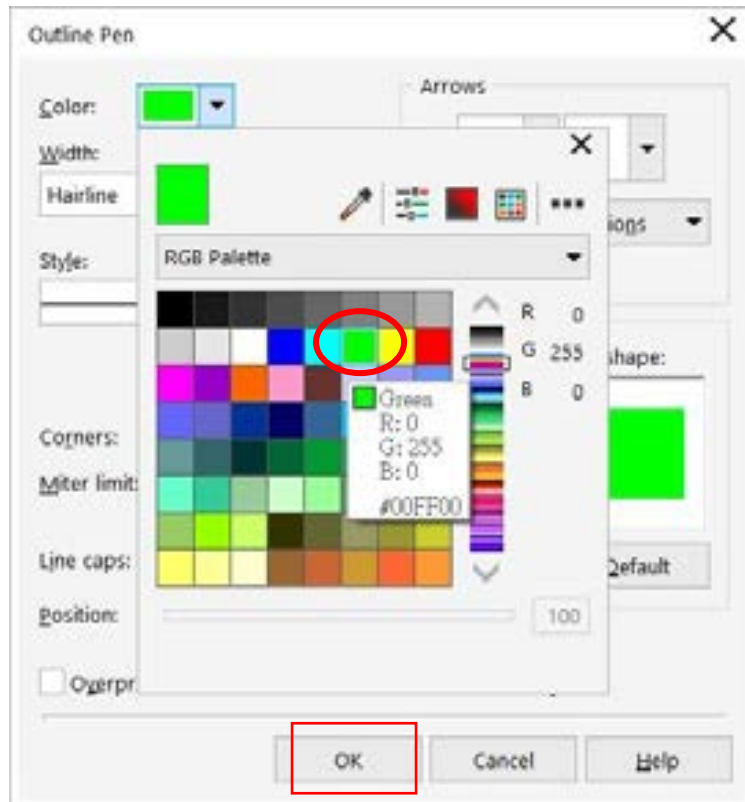 Outline Pen
Color:
Arrows
Width:
Hairline
Style:
RGB Palette
R 0
G 255
B 0
Green
R: 0
G: 255
B: 0
#00FF00
shape:
Corners:
Miter limit:
Line caps:
Default
Position:
100
OK
Cancel
Help